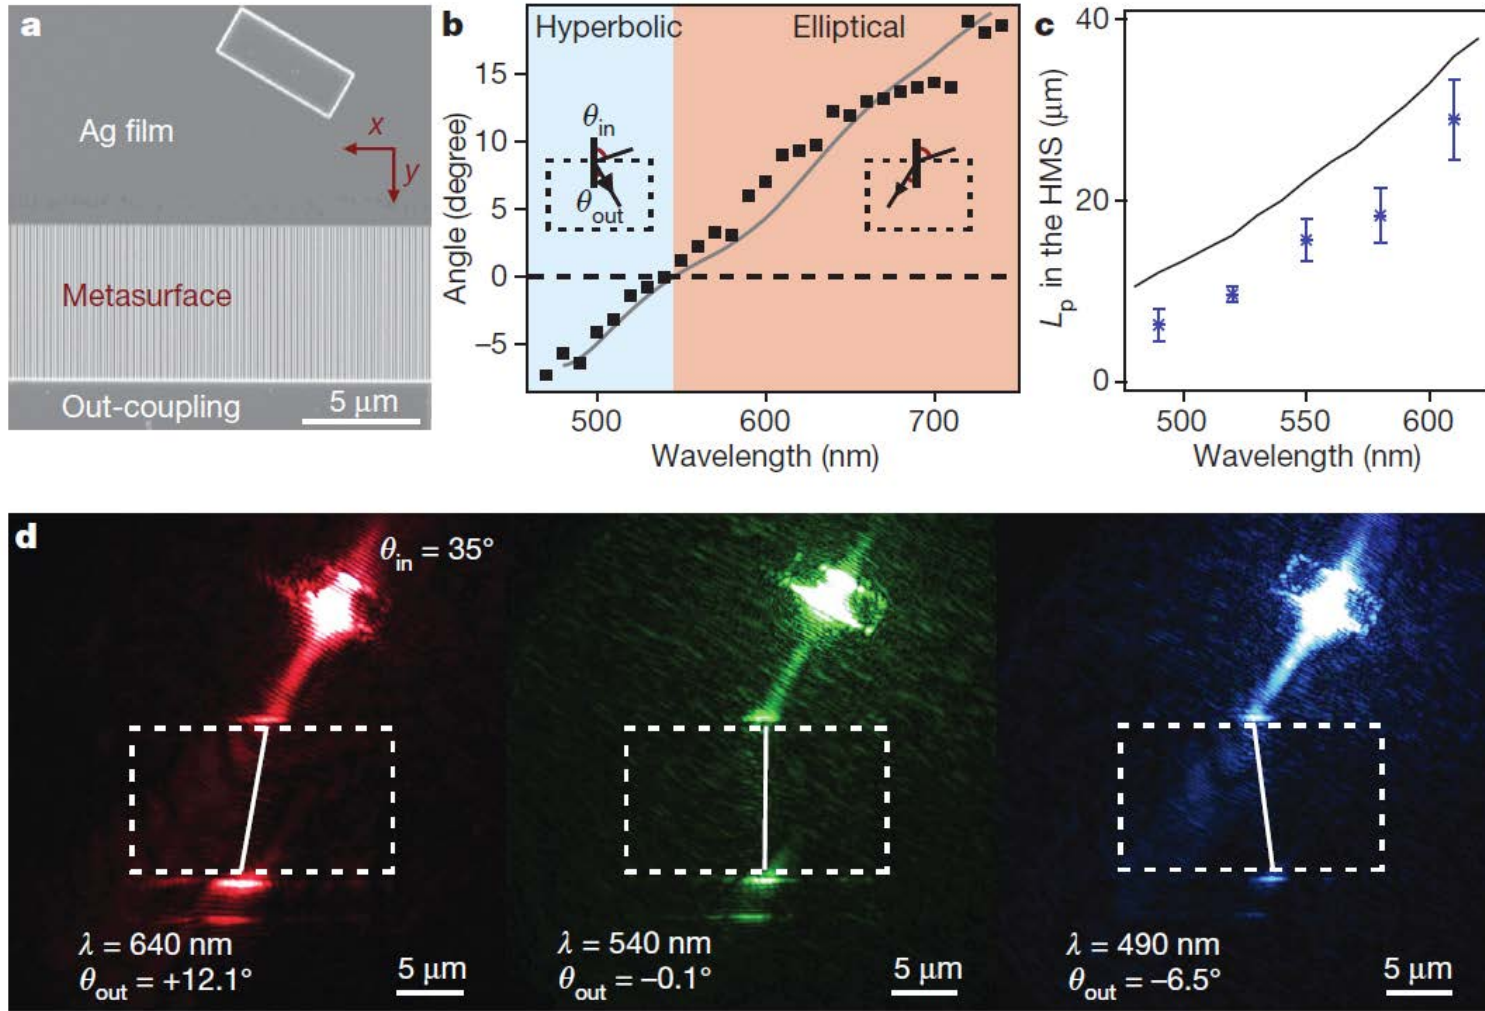 a
Ag film
x
y
Metasurface
Out-coupling
5 μm
b
Hyperbolic
Elliptical
Angle (degree)
15
10
5
0
−5
θin
θout
500
600
700
Wavelength (nm)
c
Lp in the HMS (μm)
40
20
0
500
550
600
Wavelength (nm)
d
θin = 35°
λ = 640 nm
θout = +12.1°
5 μm
λ = 540 nm
θout = −0.1°
5 μm
λ = 490 nm
θout = −6.5°
5 μm